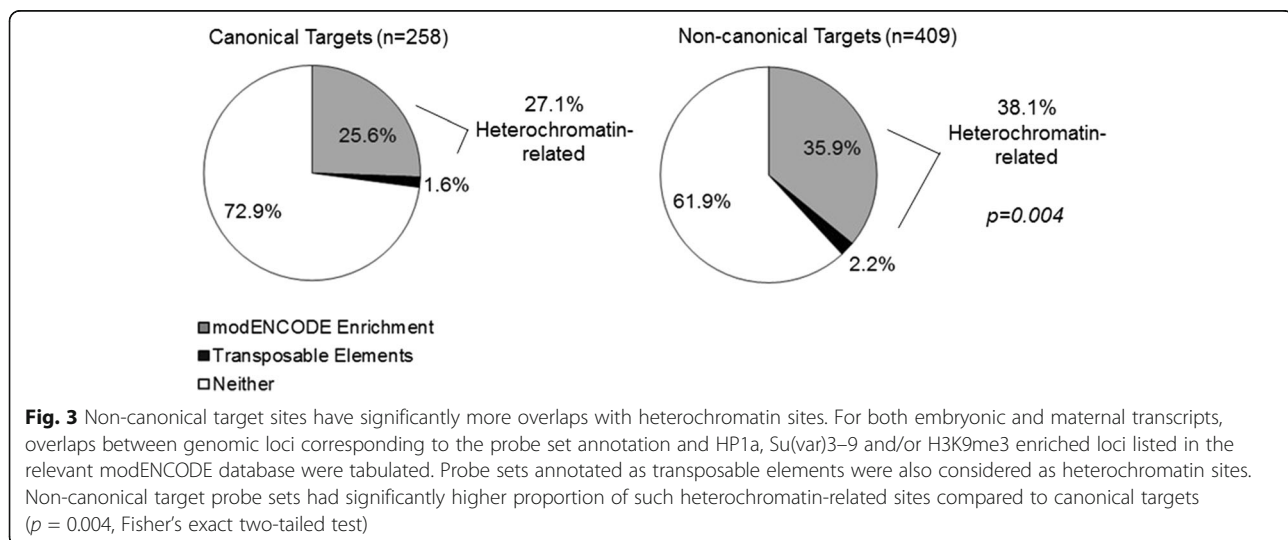 Canonical Targets (n=258)
25.6%
1.6%
72.9%
27.1%
Heterochromatin-
related
Non-canonical Targets (n=409)
35.9%
61.9%
2.2%
38.1%
Heterochromatin-
related
p=0.004
modENCODE Enrichment
Transposable Elements
Neither
Fig. 3 Non-canonical target sites have significantly more overlaps with heterochromatin sites. For both embryonic and maternal transcripts,
overlaps between genomic loci corresponding to the probe set annotation and HP1a, Su(var)3–9 and/or H3K9me3 enriched loci listed in the
relevant modENCODE database were tabulated. Probe sets annotated as transposable elements were also considered as heterochromatin sites.
Non-canonical target probe sets had significantly higher proportion of such heterochromatin-related sites compared to canonical targets
(p = 0.004, Fisher's exact two-tailed test)